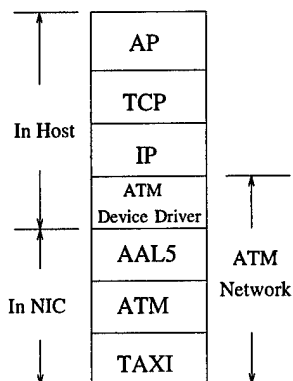 AP
TCP
In Host
IP
ATM
Device Driver
AAL5
ATM
Network
In NIC
ATM
TAXI